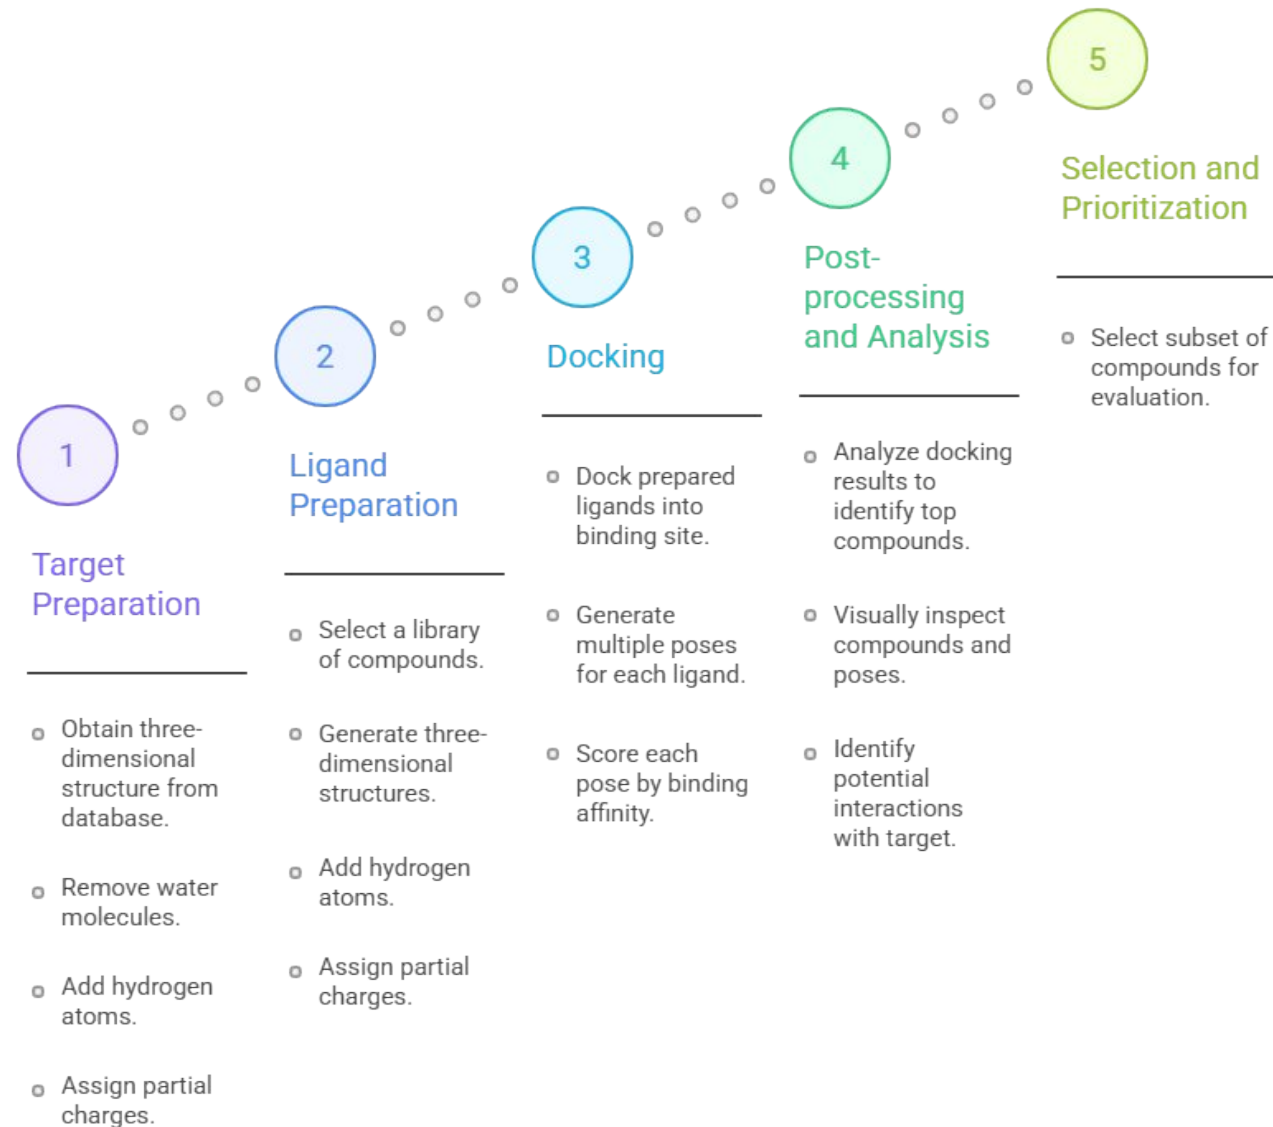 1
Target
Preparation
Obtain three-
dimensional
structure from
database.
Remove water
molecules.
Add hydrogen
atoms.
Assign partial
charges.
2
Ligand
Preparation
Select a library
of compounds.
Generate three-
dimensional
structures.
Add hydrogen
atoms.
Assign partial
charges.
3
Docking
Dock prepared
ligands into
binding site.
Generate
multiple poses
for each ligand.
Score each
pose by binding
affinity.
4
Post-
processing
and Analysis
Analyze docking
results to
identify top
compounds.
Visually inspect
compounds and
poses.
Identify
potential
interactions
with target.
5
Selection and
Prioritization
Select subset of
compounds for
evaluation.